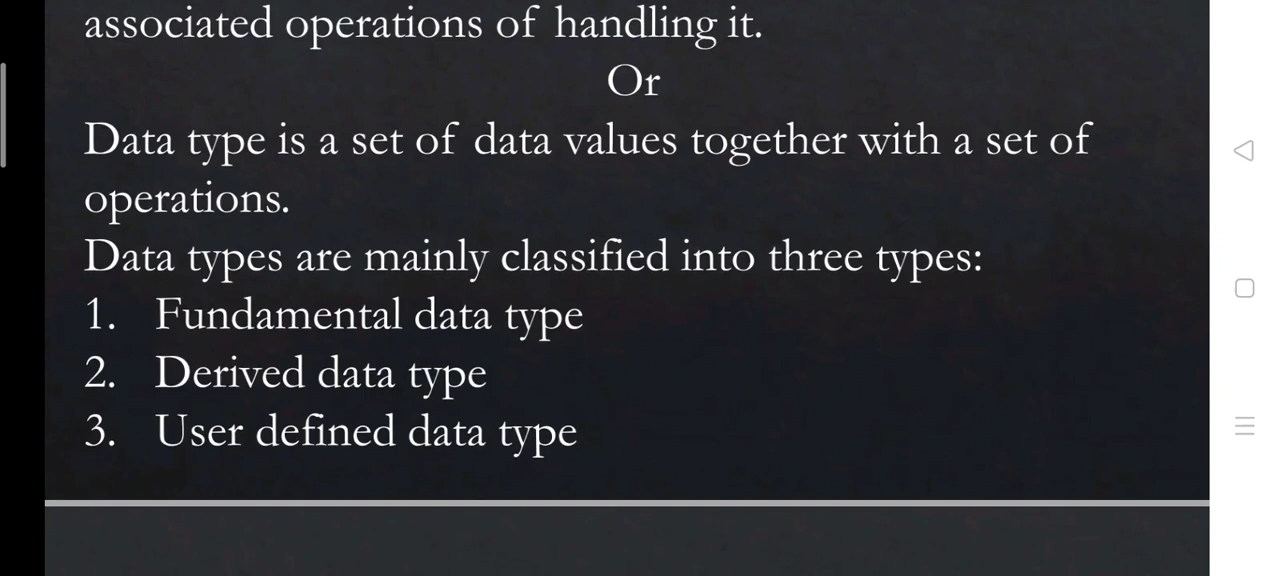 associated operations of handling it.
Or
Data type is a set of data values together with a set of
operations.
Data types are mainly classified into three types:
1. Fundamental data type
2. Derived data type
3. User defined data type